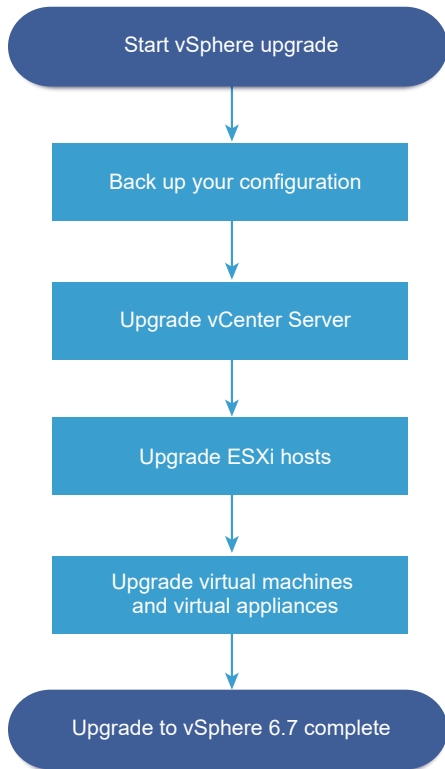 Start vSphere upgrade
Back up your configuration
Upgrade vCenter Server
Upgrade ESXi hosts
Upgrade virtual machines
and virtual appliances
Upgrade to vSphere 6.7 complete